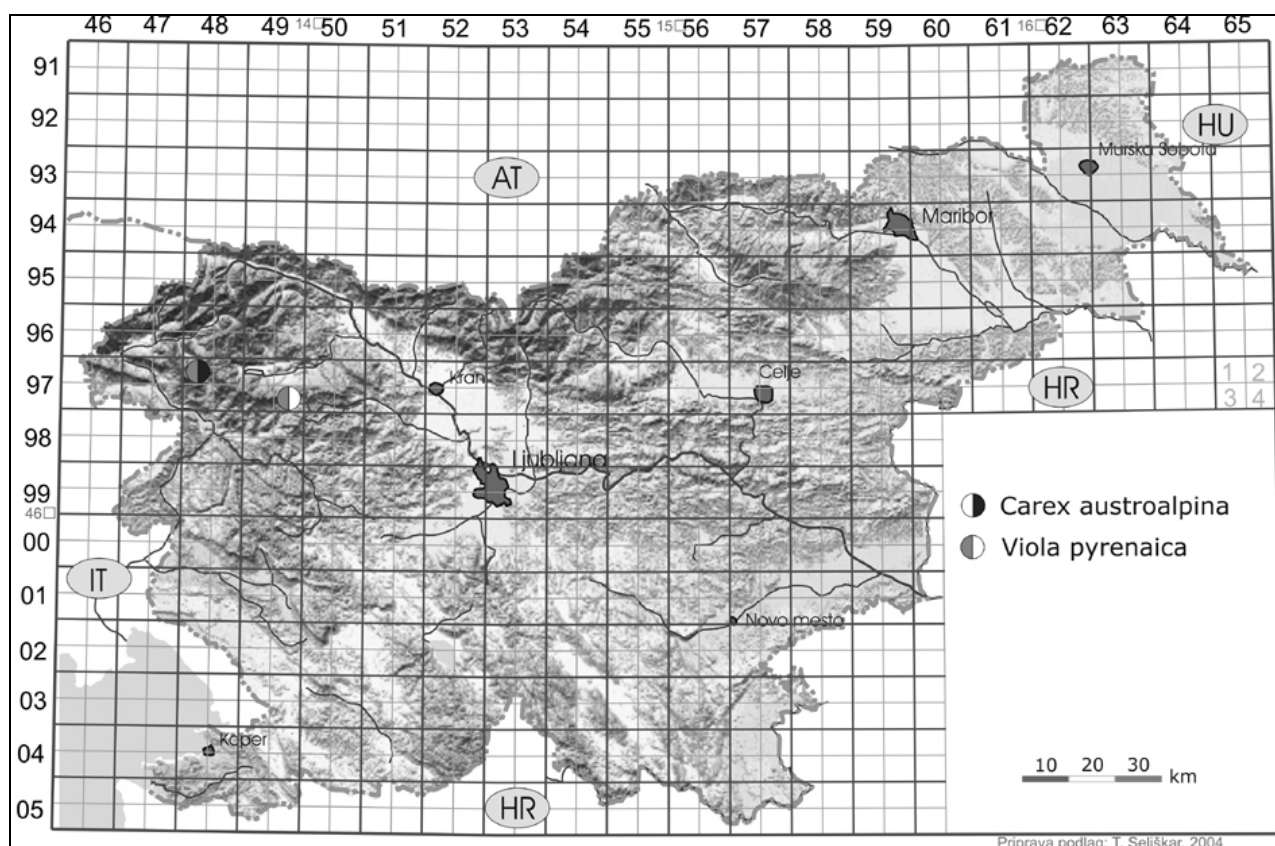 46 47 48 14□ 49 50 51 52 53 54 55 15□ 56 57 58 59 60 61 16□ 62 63 64 65
91
92
HU
Murska Sobota
93
AT
94
Maribor
95
96
97
Kranj
Celje
HR
1 2
3 4
98
Ljubljana
99
46□
Carex austroalpina
00
Viola pyrenaica
IT
01
Novo mesto
02
03
04
Koper
10 20 30 km
05
HR
Priprava podlag: T. Seliškar, 2004